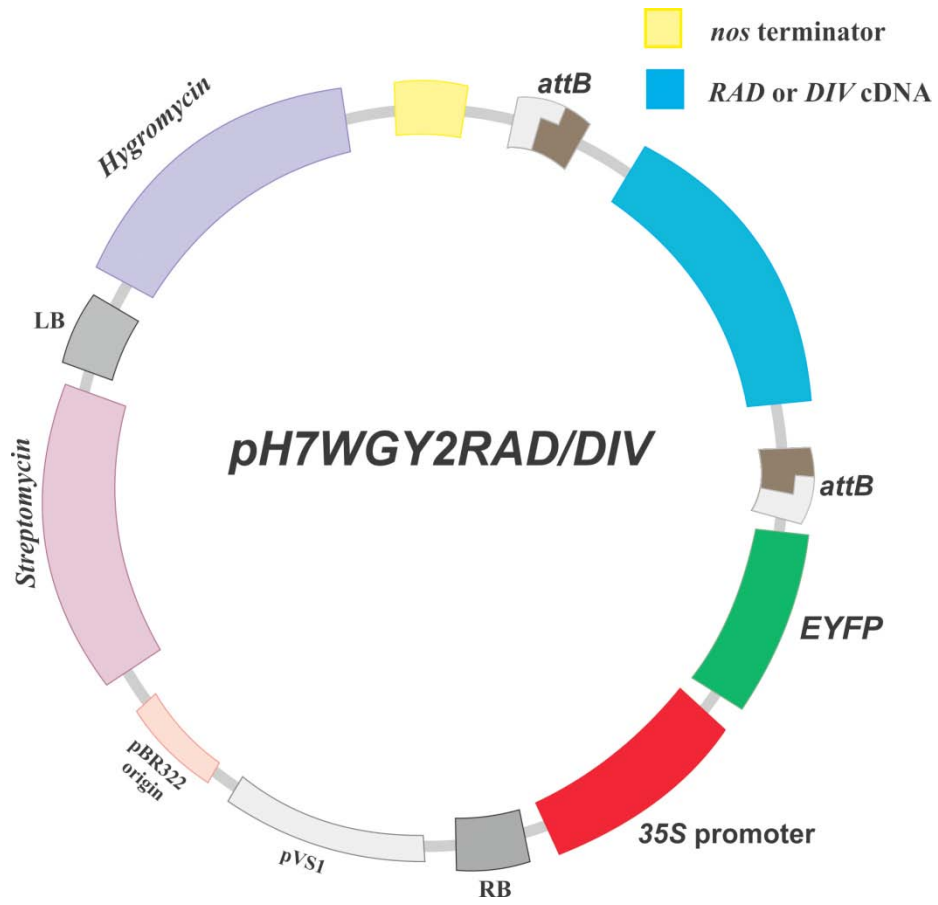 nos terminator
RAD or DIV cDNA
attB
Hygromycin
LB
pH7WGY2RAD/DIV
attB
Streptomycin
EYFP
pBR322
origin
35S promoter
pVS1
RB